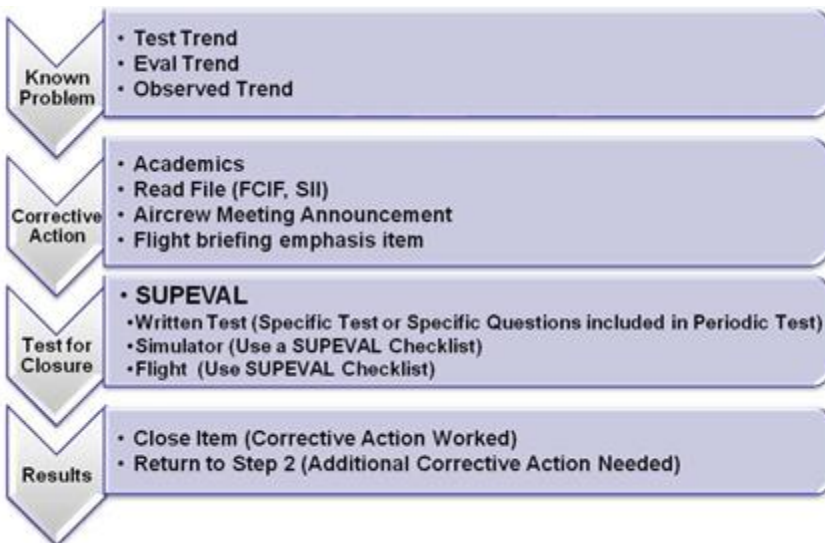 Known
Problem
• Test Trend
• Eval Trend
• Observed Trend
Corrective
Action
• Academics
• Read File (FCIF, SII)
• Aircrew Meeting Announcement
• Flight briefing emphasis item
Test for
Closure
• SUPEVAL
•Written Test (Specific Test or Specific Questions included in Periodic Test)
•Simulator (Use a SUPEVAL Checklist)
•Flight (Use SUPEVAL Checklist)
Results
• Close Item (Corrective Action Worked)
• Return to Step 2 (Additional Corrective Action Needed)